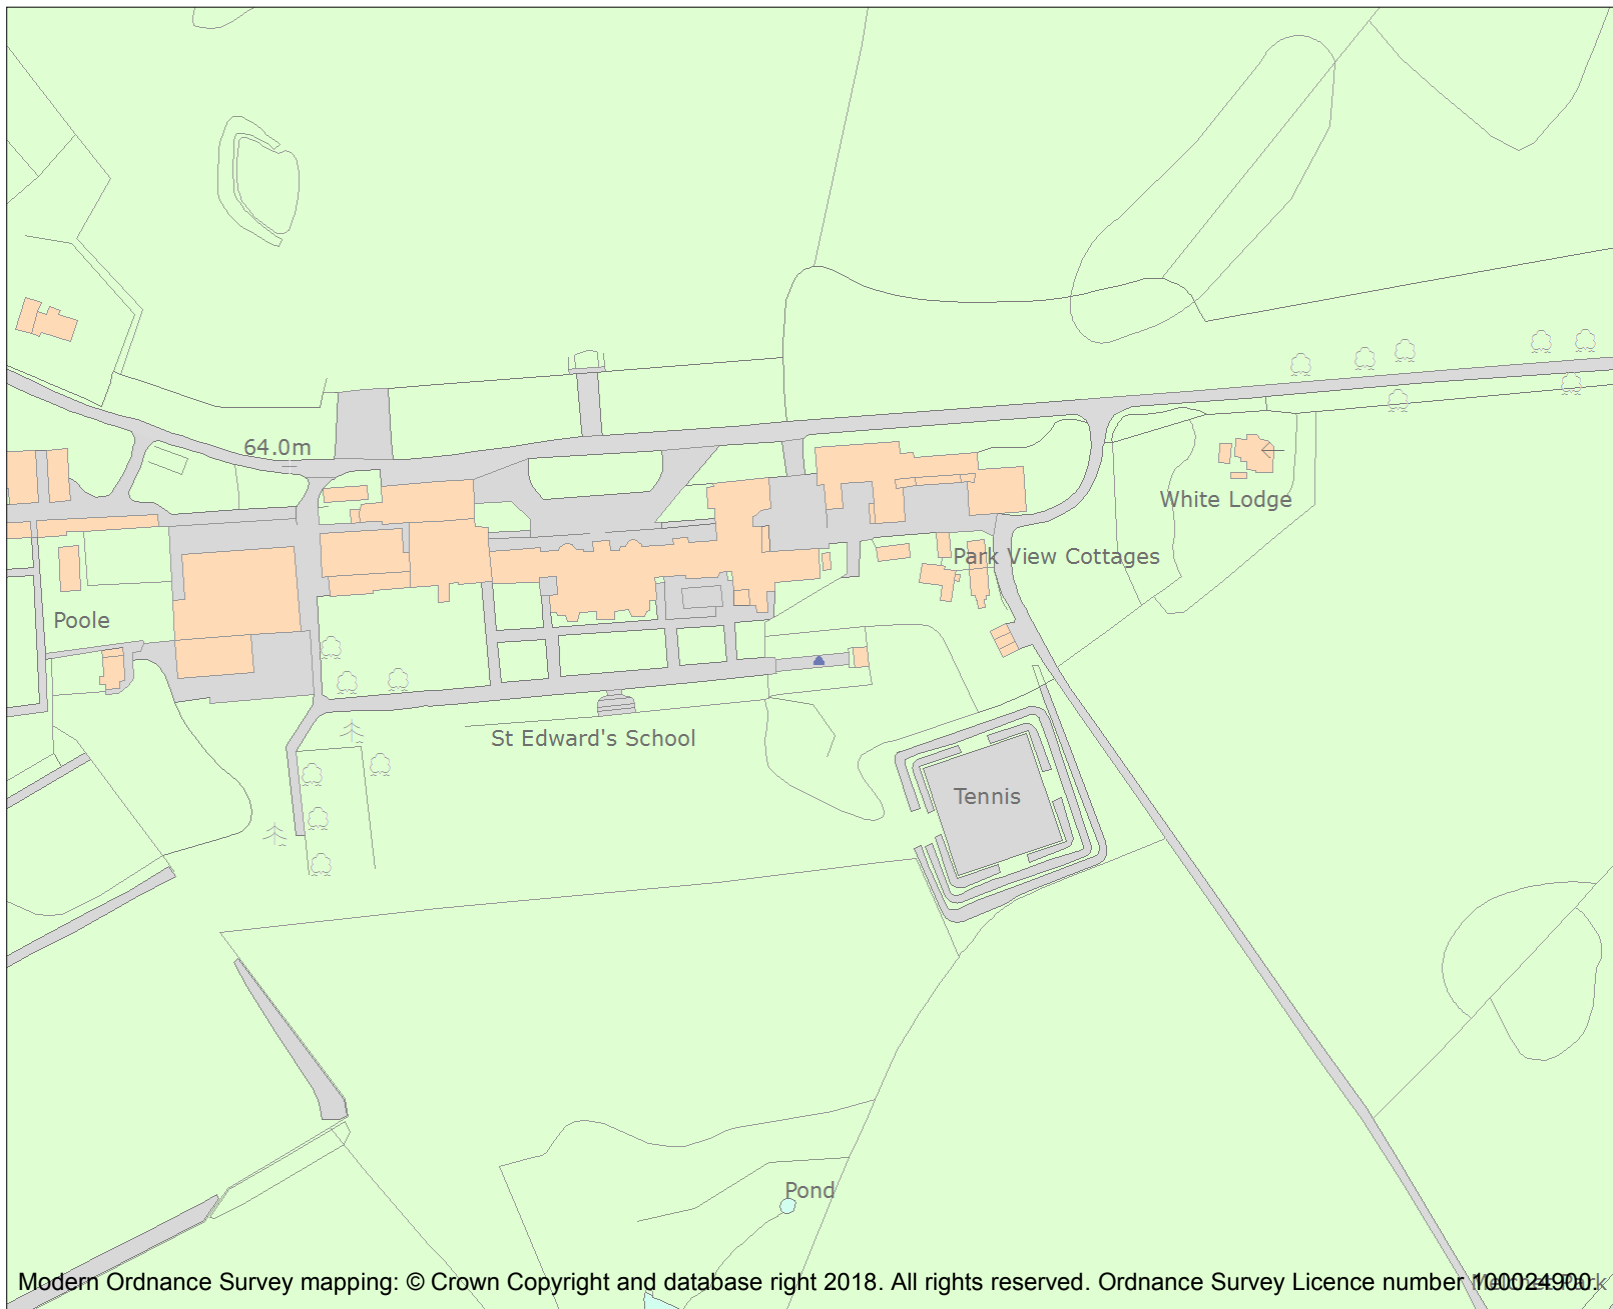 64.0m
White Lodge
Park View Cottages
Poole
St Edward's School
Tennis
Pond
Modern Ordnance Survey mapping: © Crown Copyright and database right 2018. All rights reserved. Ordnance Survey Licence number 100024900.
Park